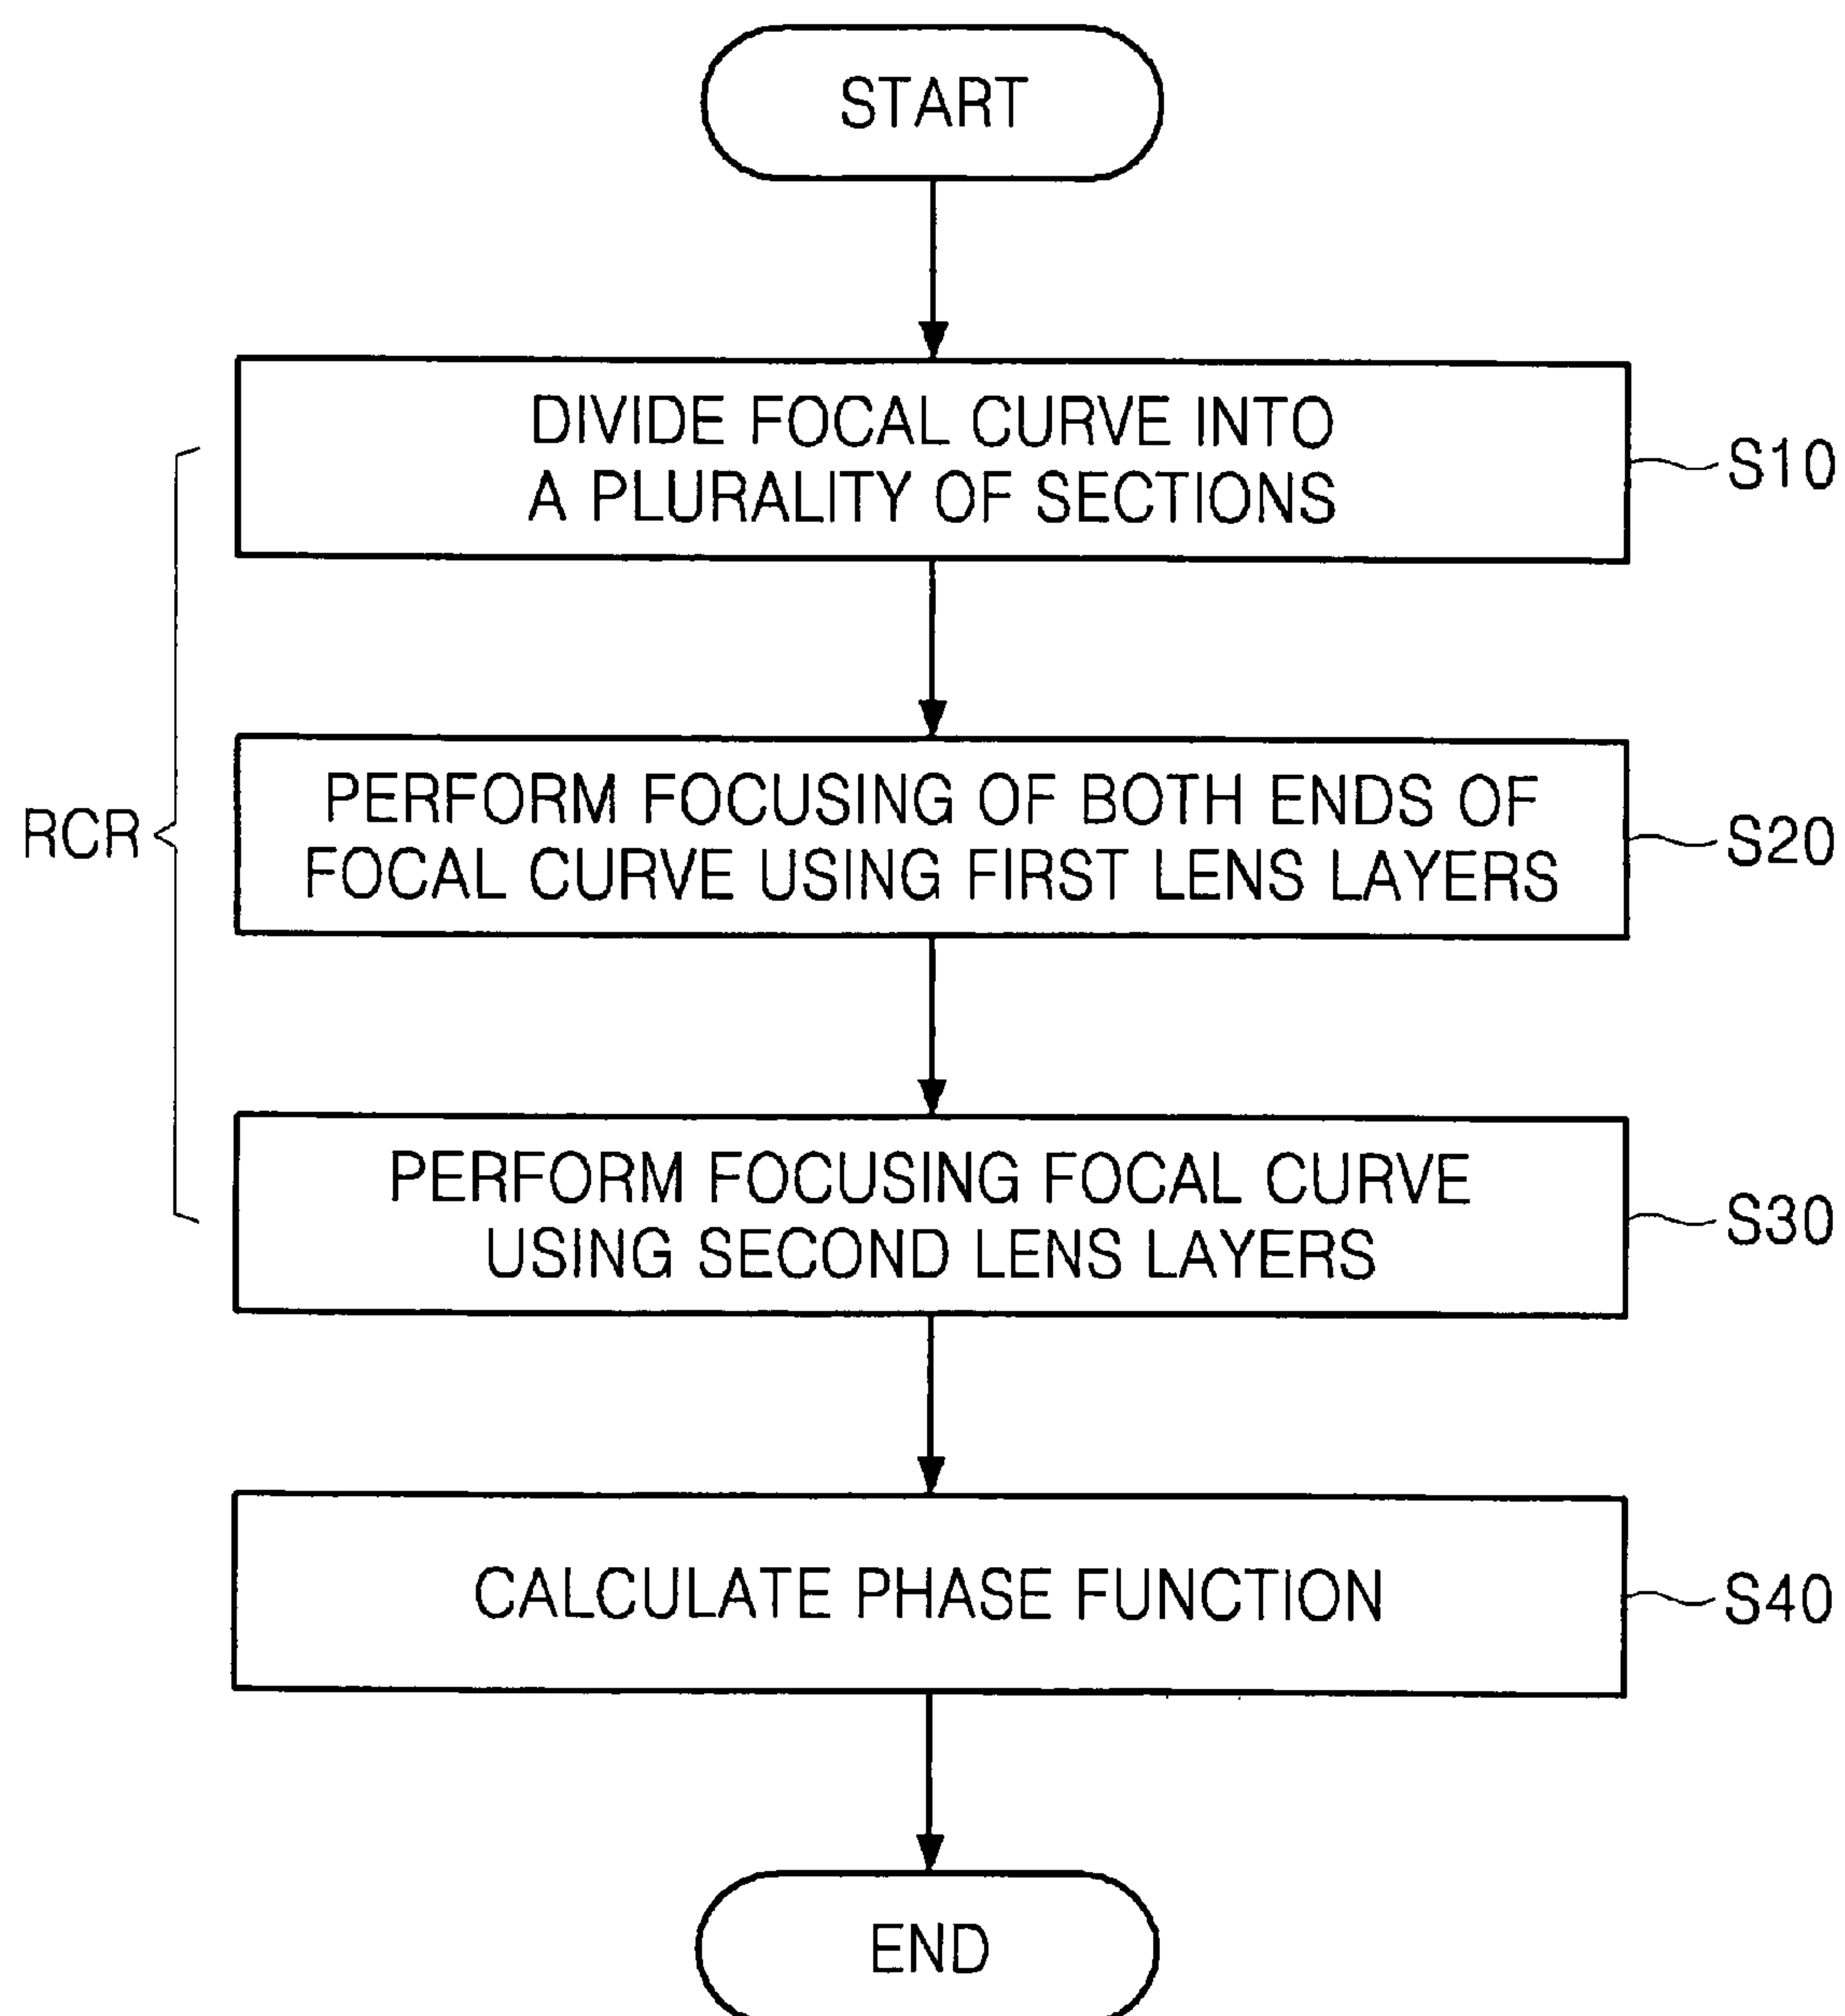 START
DIVIDE FOCAL CURVE INTO
A PLURALITY OF SECTIONS
S10
PERFORM FOCUSING OF BOTH ENDS OF
FOCAL CURVE USING FIRST LENS LAYERS
S20
RCR
PERFORM FOCUSING FOCAL CURVE
USING SECOND LENS LAYERS
S30
CALCULATE PHASE FUNCTION
S40
END